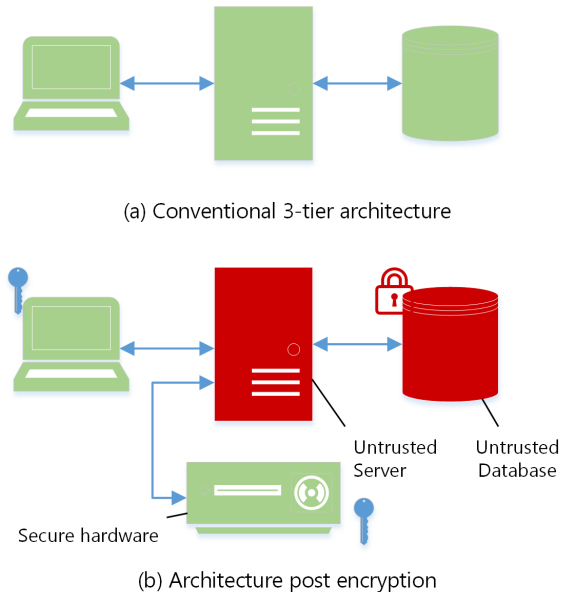 (a) Conventional 3-tier architecture
Untrusted
Server
Untrusted
Database
Secure hardware
(b) Architecture post encryption